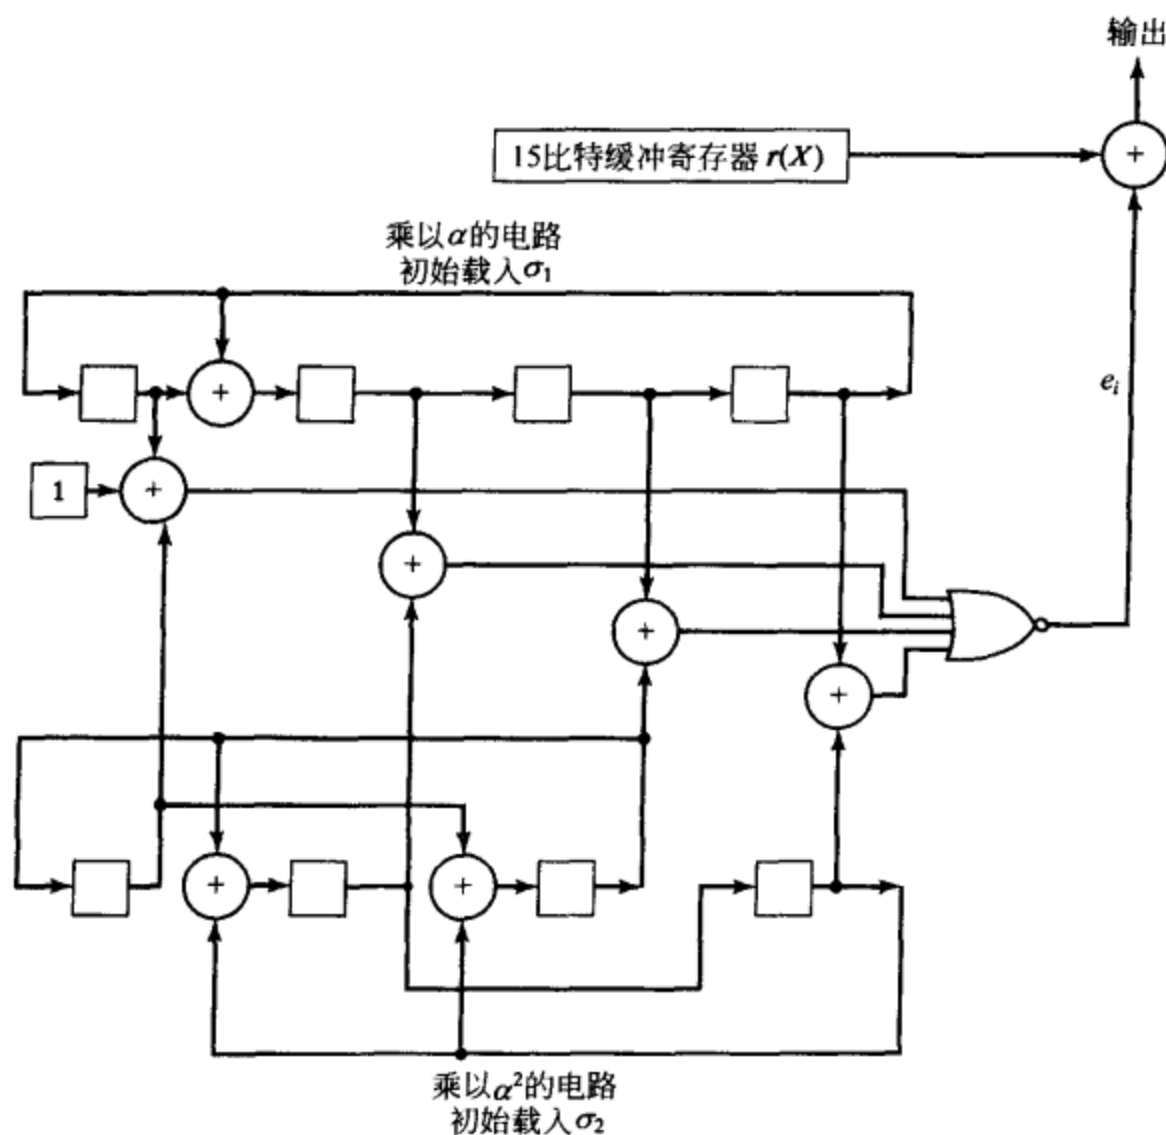 输出
15比特缓冲寄存器 r(X)
+
乘以α的电路
初始载入σ₁
+
eᵢ
1
+
+
+
+
+
+
乘以α²的电路
初始载入σ₂